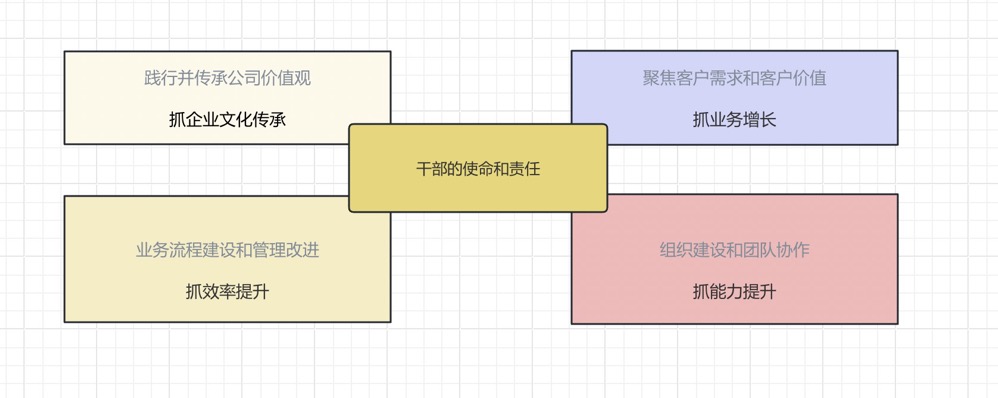 践行并传承公司价值观
抓企业文化传承
聚焦客户需求和客户价值
抓业务增长
干部的使命和责任
业务流程建设和管理改进
抓效率提升
组织建设和团队协作
抓能力提升